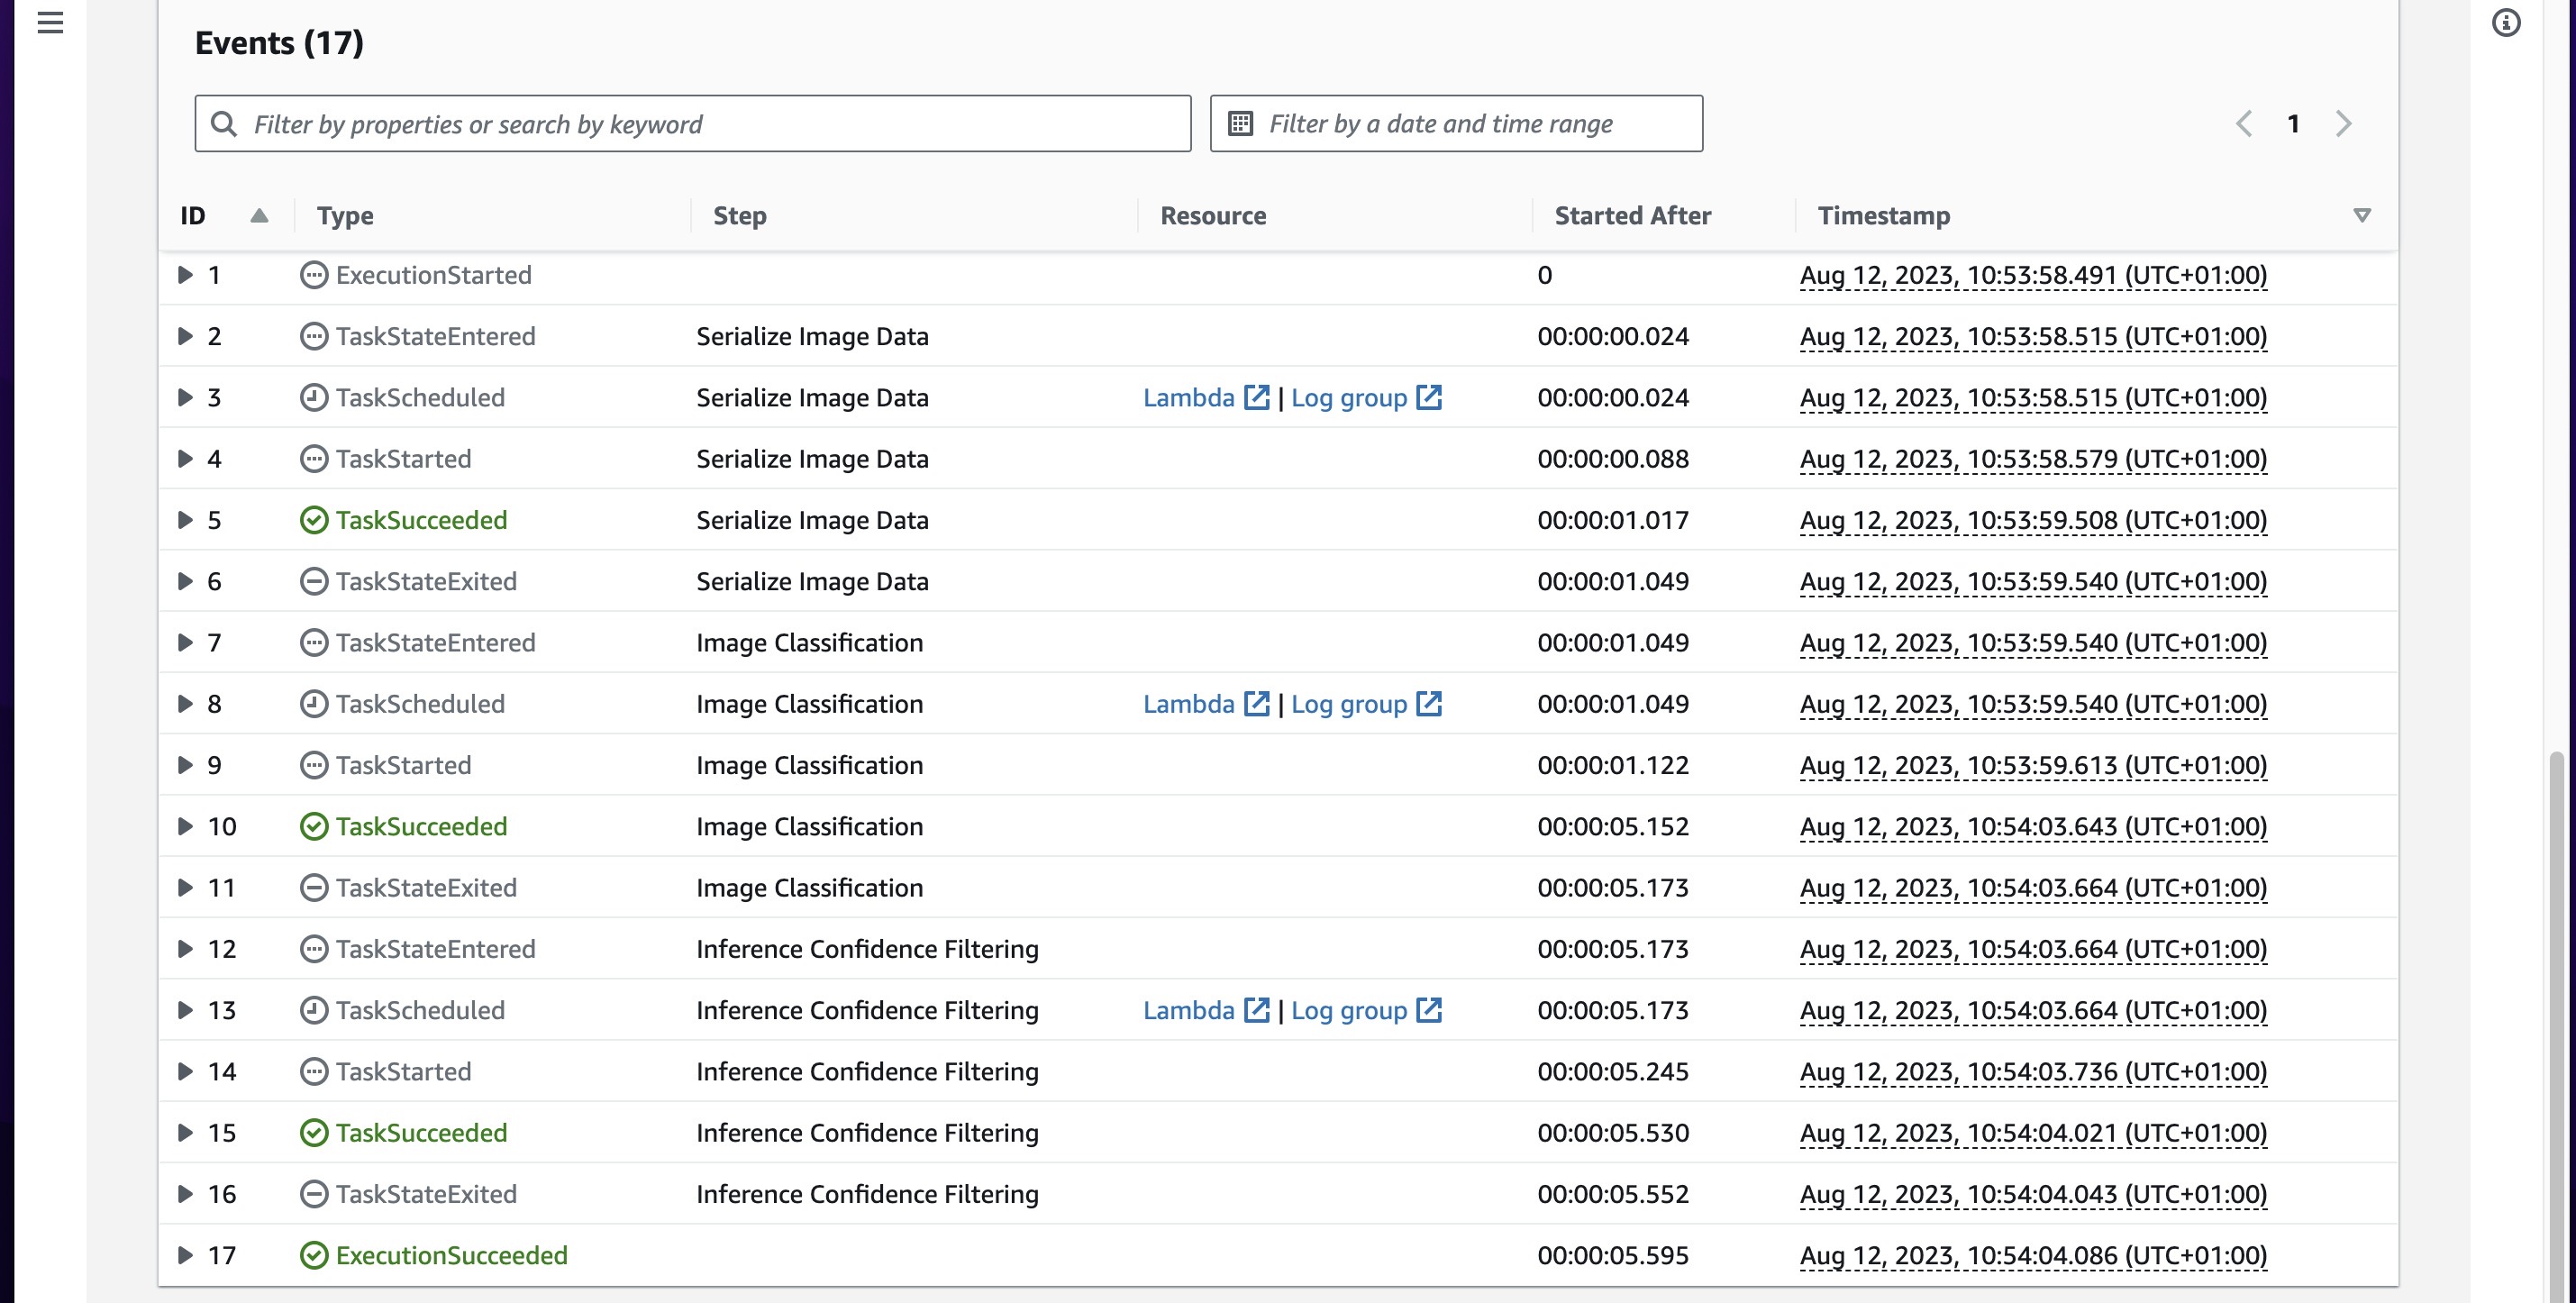 Events (17)
Filter by properties or search by keyword Filter by a date and time range 1
ID Type Step Resource Started After Timestamp
1 ExecutionStarted 0 Aug 12, 2023, 10:53:58.491 (UTC+01:00)
2 TaskStateEntered Serialize Image Data 00:00:00.024 Aug 12, 2023, 10:53:58.515 (UTC+01:00)
3 TaskScheduled Serialize Image Data Lambda | Log group 00:00:00.024 Aug 12, 2023, 10:53:58.515 (UTC+01:00)
4 TaskStarted Serialize Image Data 00:00:00.088 Aug 12, 2023, 10:53:58.579 (UTC+01:00)
5 TaskSucceeded Serialize Image Data 00:00:01.017 Aug 12, 2023, 10:53:59.508 (UTC+01:00)
6 TaskStateExited Serialize Image Data 00:00:01.049 Aug 12, 2023, 10:53:59.540 (UTC+01:00)
7 TaskStateEntered Image Classification 00:00:01.049 Aug 12, 2023, 10:53:59.540 (UTC+01:00)
8 TaskScheduled Image Classification Lambda | Log group 00:00:01.049 Aug 12, 2023, 10:53:59.540 (UTC+01:00)
9 TaskStarted Image Classification 00:00:01.122 Aug 12, 2023, 10:53:59.613 (UTC+01:00)
10 TaskSucceeded Image Classification 00:00:05.152 Aug 12, 2023, 10:54:03.643 (UTC+01:00)
11 TaskStateExited Image Classification 00:00:05.173 Aug 12, 2023, 10:54:03.664 (UTC+01:00)
12 TaskStateEntered Inference Confidence Filtering 00:00:05.173 Aug 12, 2023, 10:54:03.664 (UTC+01:00)
13 TaskScheduled Inference Confidence Filtering Lambda | Log group 00:00:05.173 Aug 12, 2023, 10:54:03.664 (UTC+01:00)
14 TaskStarted Inference Confidence Filtering 00:00:05.245 Aug 12, 2023, 10:54:03.736 (UTC+01:00)
15 TaskSucceeded Inference Confidence Filtering 00:00:05.530 Aug 12, 2023, 10:54:04.021 (UTC+01:00)
16 TaskStateExited Inference Confidence Filtering 00:00:05.552 Aug 12, 2023, 10:54:04.043 (UTC+01:00)
17 ExecutionSucceeded 00:00:05.595 Aug 12, 2023, 10:54:04.086 (UTC+01:00)